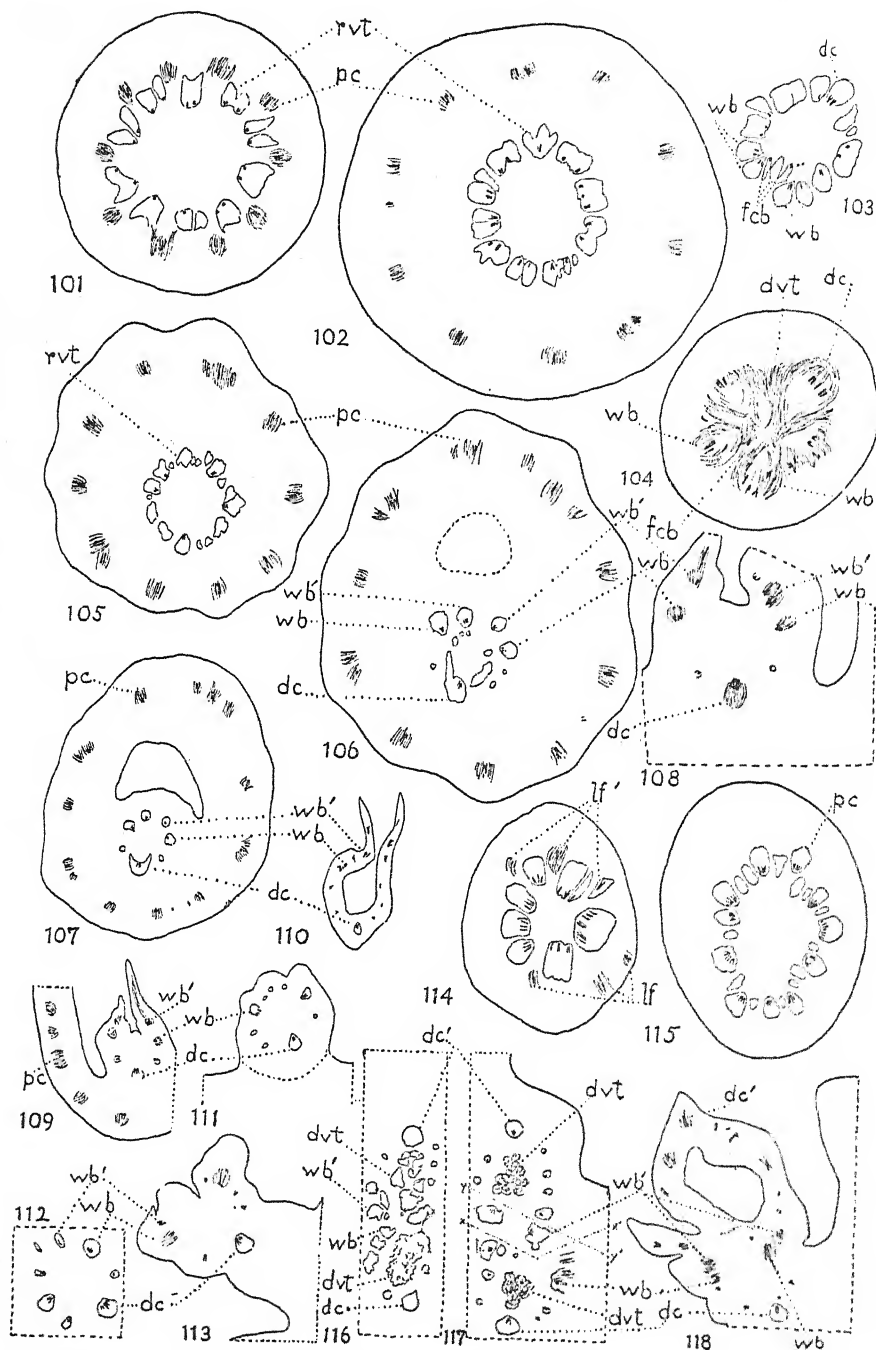 rvt
pc
dc
wb
fcb
wb
101
102
103
rvt
dvt
dc
pc
wb
wb
104
wb'
fcb
wb
wb'
wb
105
wb'
wb
pc
dc
dc
106
108
wb'
wb
lf'
pc
dc
107
110
114
lf
115
wb'
wb
dc
pc
109
111
dc'
dvt
dvt
dc'
wb'
wb'
112
wb'
wb
wb
y
x
dvt
wb
dc
dc
dvt
dc
113
116
117
118
wb